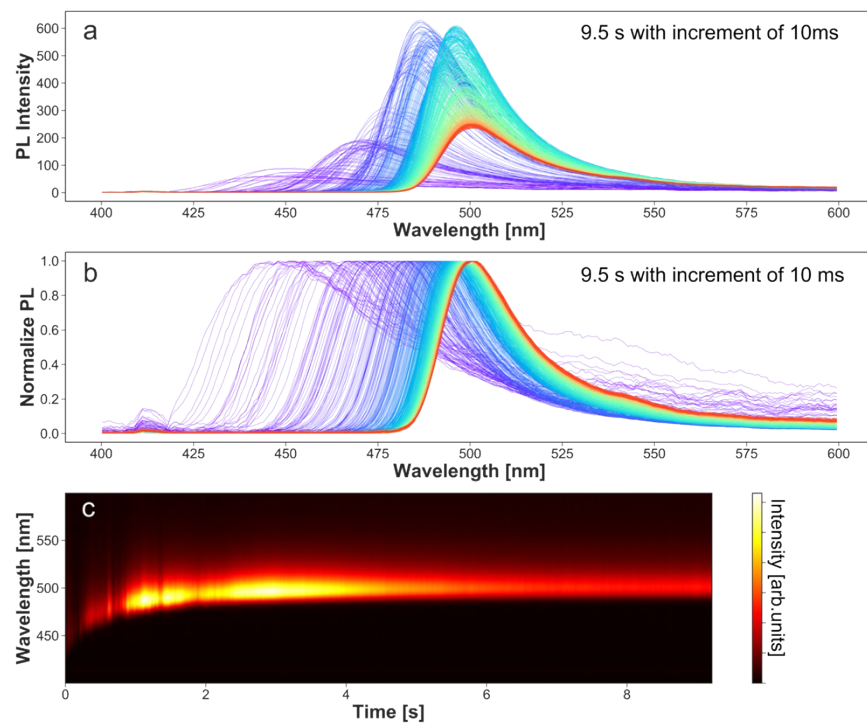 a
9.5 s with increment of 10ms
PL Intensity
600
500
400
300
200
100
0
400 425 450 475 500 525 550 575 600
Wavelength [nm]
b
9.5 s with increment of 10 ms
Normalize PL
1.0
0.8
0.6
0.4
0.2
0.0
400 425 450 475 500 525 550 575 600
Wavelength [nm]
c
Wavelength [nm]
550
500
450
0 2 4 6 8
Time [s]
Intensity [arb.units]